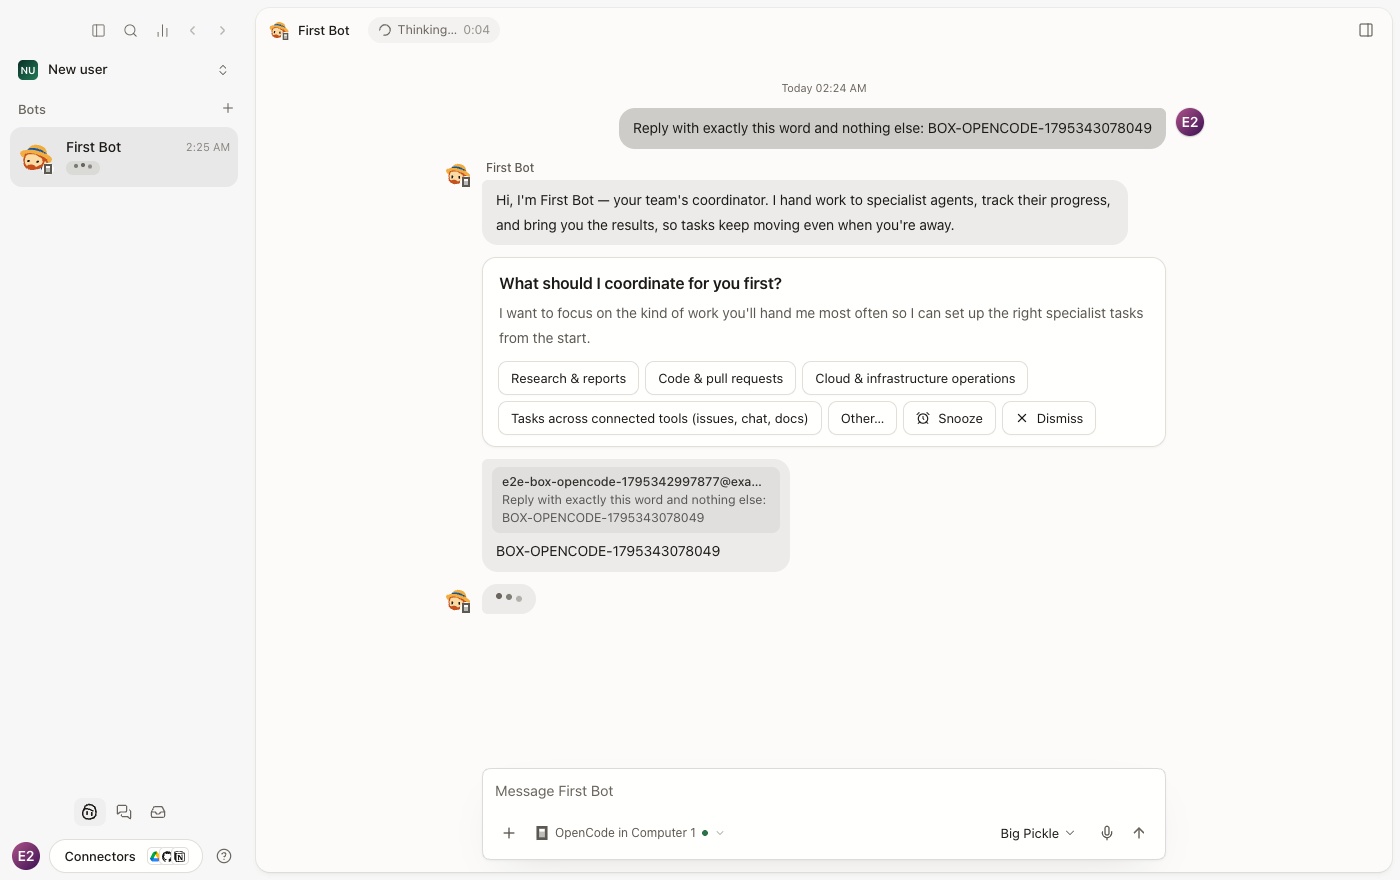 First Bot
Thinking... 0:04
NU
New user
Bots
First Bot
2:25 AM
Today 02:24 AM
Reply with exactly this word and nothing else: BOX-OPENCODE-1795343078049
E2
First Bot
Hi, I'm First Bot — your team's coordinator. I hand work to specialist agents, track their progress,
and bring you the results, so tasks keep moving even when you're away.
What should I coordinate for you first?
I want to focus on the kind of work you'll hand me most often so I can set up the right specialist tasks
from the start.
Research & reports
Code & pull requests
Cloud & infrastructure operations
Tasks across connected tools (issues, chat, docs)
Other...
Snooze
Dismiss
e2e-box-opencode-1795342997877@exa...
Reply with exactly this word and nothing else:
BOX-OPENCODE-1795343078049
BOX-OPENCODE-1795343078049
Message First Bot
OpenCode in Computer 1
Big Pickle
E2
Connectors